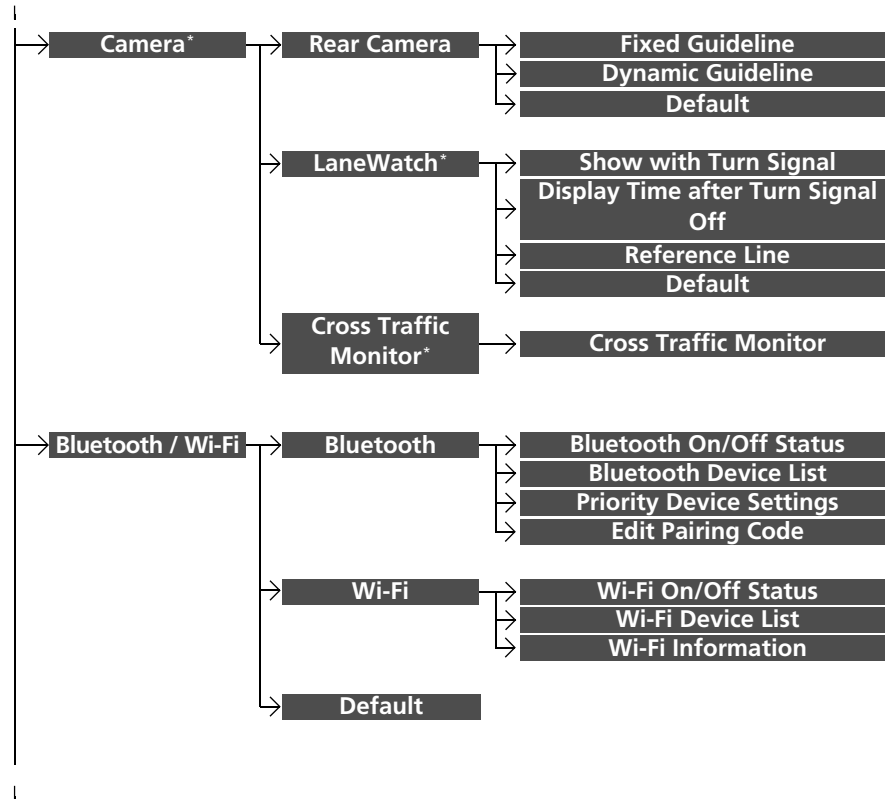 Camera*
Rear Camera
Fixed Guideline
Dynamic Guideline
Default
LaneWatch*
Show with Turn Signal
Display Time after Turn Signal
Off
Reference Line
Default
Cross Traffic
Monitor*
Cross Traffic Monitor
Bluetooth / Wi-Fi
Bluetooth
Bluetooth On/Off Status
Bluetooth Device List
Priority Device Settings
Edit Pairing Code
Wi-Fi
Wi-Fi On/Off Status
Wi-Fi Device List
Wi-Fi Information
Default